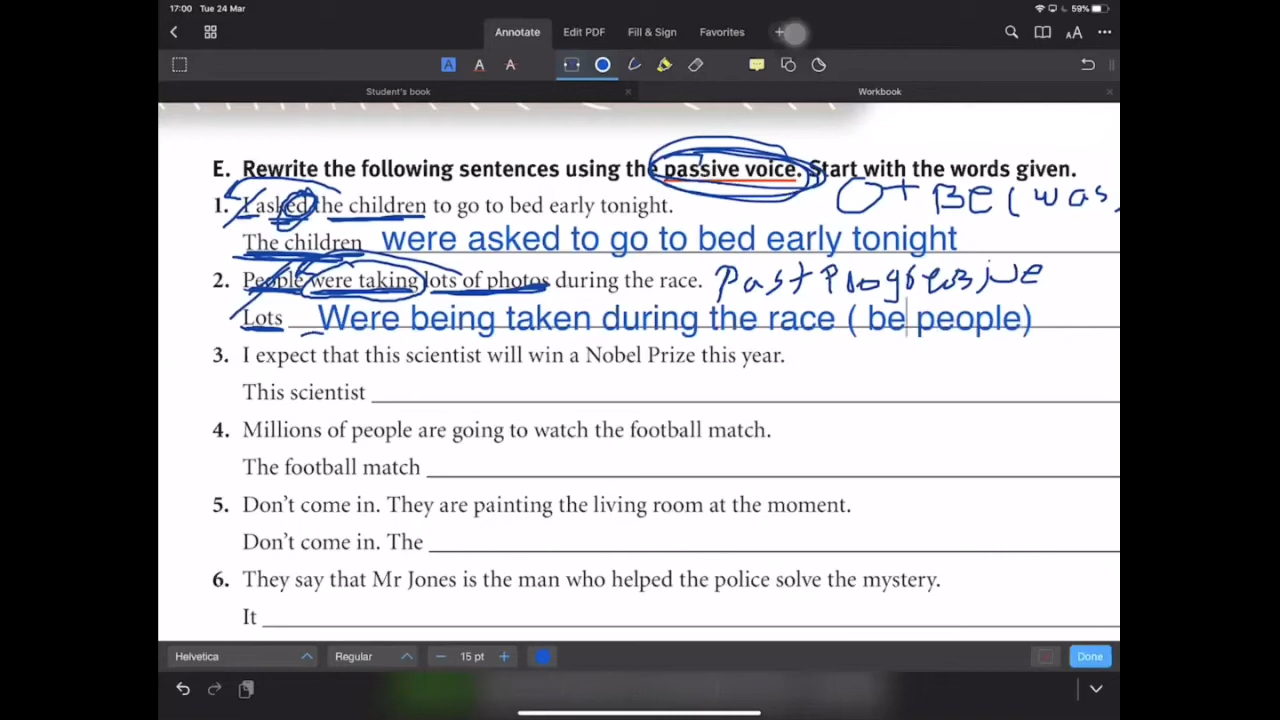 17:00 Tue 24 Mar 59%
Annotate Edit PDF Fill & Sign Favorites +
Student's book × Workbook ×
E. Rewrite the following sentences using the passive voice. Start with the words given.
1. I asked the children to go to bed early tonight. O+ BE (was,
The children were asked to go to bed early tonight
2. People were taking lots of photos during the race. Past Progressive
Lots Were being taken during the race ( be people)
3. I expect that this scientist will win a Nobel Prize this year.
This scientist
4. Millions of people are going to watch the football match.
The football match
5. Don't come in. They are painting the living room at the moment.
Don't come in. The
6. They say that Mr Jones is the man who helped the police solve the mystery.
It
Helvetica Regular − 15 pt + Done